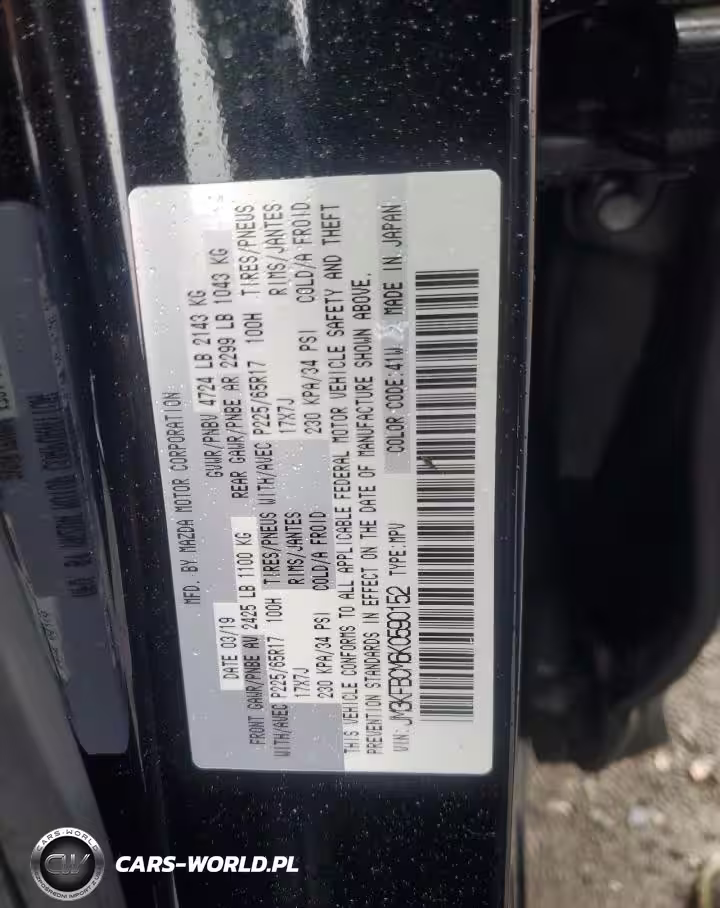 MFD. BY MAZDA MOTOR CORPORATION
DATE 03/19 GVWR/PNBV 4724 LB 2143 KG
FRONT GAWR/PNBE AV 2425 LB 1100 KG REAR GAWR/PNBE AR 2299 LB 1043 KG
WITH/AVEC P225/65R17 100H TIRES/PNEUS WITH/AVEC P225/65R17 100H TIRES/PNEUS
17X7J RIMS/JANTES 17X7J RIMS/JANTES
230 KPA/34 PSI COLD/A FROID 230 KPA/34 PSI COLD/A FROID.
THIS VEHICLE CONFORMS TO ALL APPLICABLE FEDERAL MOTOR VEHICLE SAFETY AND THEFT
PREVENTION STANDARDS IN EFFECT ON THE DATE OF MANUFACTURE SHOWN ABOVE.
VIN: JM3KFBCM6K0590152 TYPE:MPV COLOR CODE:41W MADE IN JAPAN
CARS-WORLD
CW
CARS-WORLD.PL